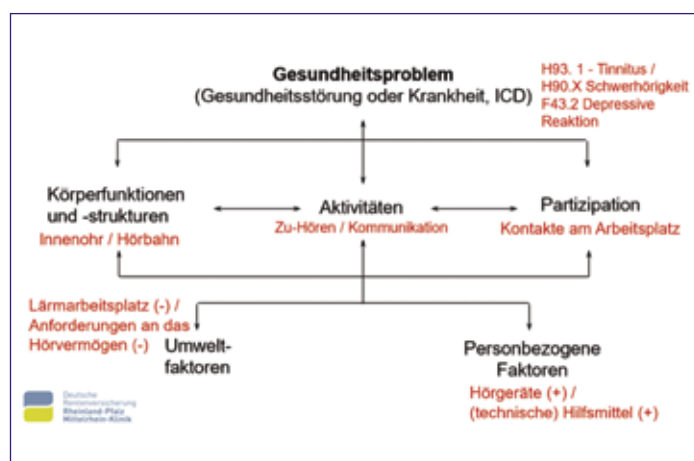 Gesundheitsproblem
(Gesundheitsstörung oder Krankheit, ICD)
H93. 1 - Tinnitus /
H90.X Schwerhörigkeit
F43.2 Depressive
Reaktion
Körperfunktionen
und -strukturen
Innenohr / Hörbahn
Aktivitäten
Zu-Hören / Kommunikation
Partizipation
Kontakte am Arbeitsplatz
Lärmarbeitsplatz (-) /
Anforderungen an das
Hörvermögen (-)
Umwelt-
faktoren
Personbezogene
Faktoren
Hörgeräte (+) /
(technische) Hilfsmittel (+)
Deutsche
Rentenversicherung
Rheinland-Pfalz
Mittelrhein-Klinik